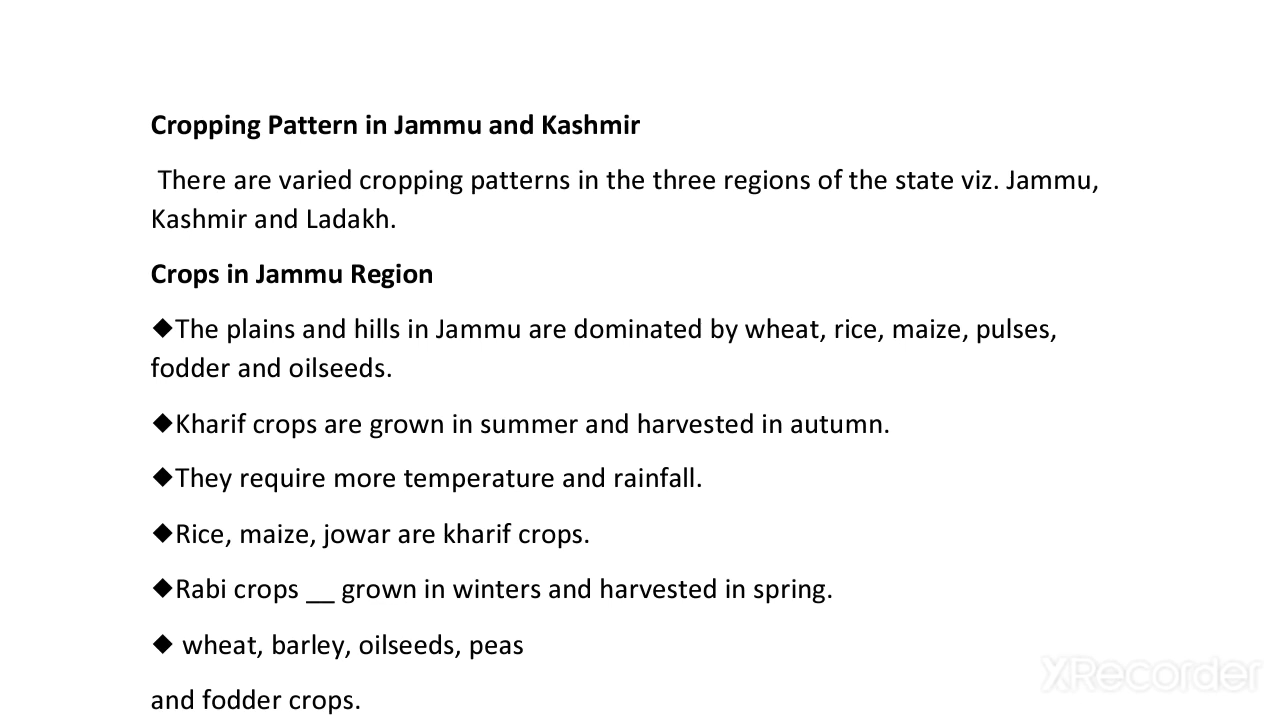 Cropping Pattern in Jammu and Kashmir
There are varied cropping patterns in the three regions of the state viz. Jammu,
Kashmir and Ladakh.
Crops in Jammu Region
◆The plains and hills in Jammu are dominated by wheat, rice, maize, pulses,
fodder and oilseeds.
◆Kharif crops are grown in summer and harvested in autumn.
◆They require more temperature and rainfall.
◆Rice, maize, jowar are kharif crops.
◆Rabi crops __ grown in winters and harvested in spring.
◆ wheat, barley, oilseeds, peas
and fodder crops.
XRecorder